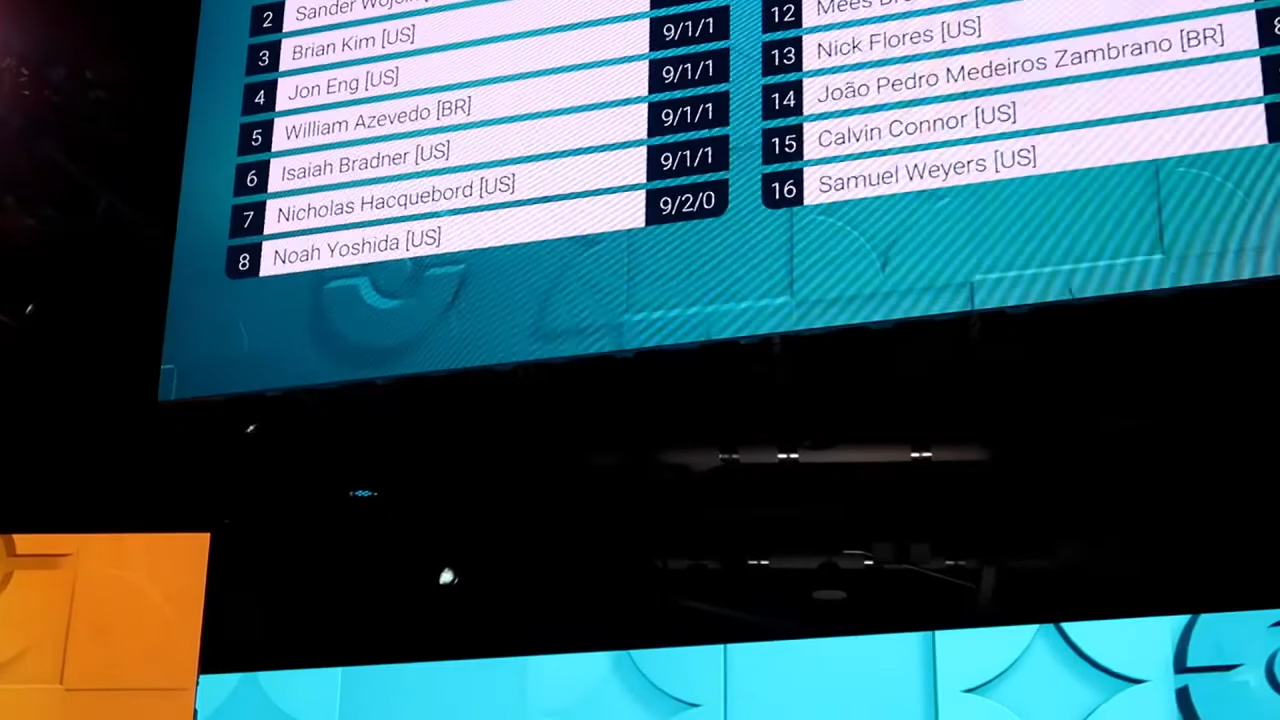 2 Sander
3 Brian Kim [US]
4 Jon Eng [US] 9/1/1
5 William Azevedo [BR] 9/1/1
6 Isaiah Bradner [US] 9/1/1
7 Nicholas Hacquebord [US] 9/1/1
8 Noah Yoshida [US] 9/2/0
12 Mees
13 Nick Flores [US]
14 João Pedro Medeiros Zambrano [BR]
15 Calvin Connor [US]
16 Samuel Weyers [US]